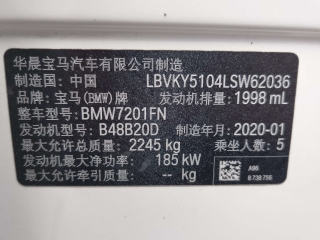 华晨宝马汽车有限公司制造
制造国：中国 LBVKY5104LSW62036
品牌：宝马(BMW)牌 发动机排量：1998 mL
整车型号：BMW7201FN
发动机型号：B48B20D 制造年月：2020-01
最大允许总质量：2245 kg 乘坐人数：5
发动机最大净功率：185 kW
最大允许牵引质量：-- kg
A96
8738756